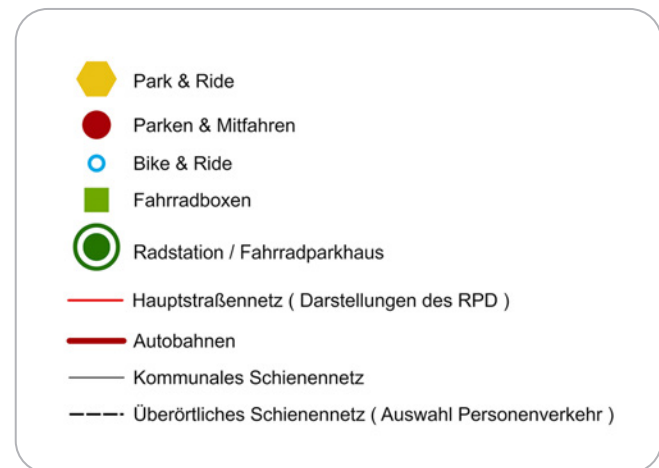 Park & Ride
Parken & Mitfahren
Bike & Ride
Fahrradboxen
Radstation / Fahrradparkhaus
Hauptstraßennetz ( Darstellungen des RPD )
Autobahnen
Kommunales Schienennetz
Überörtliches Schienennetz ( Auswahl Personenverkehr )